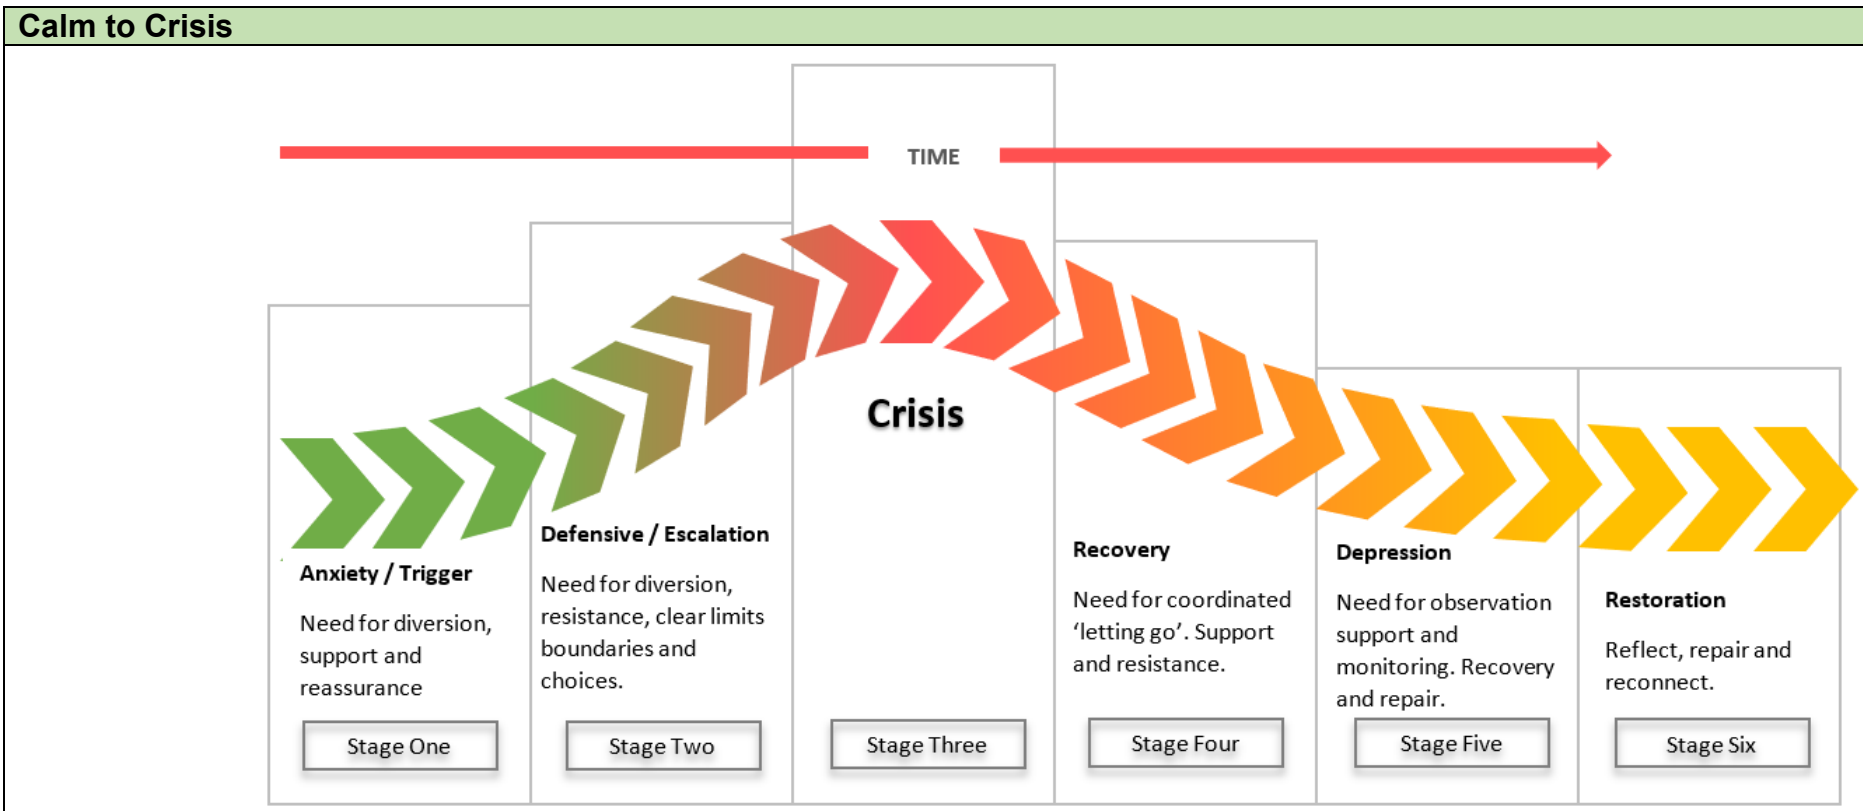 Calm to Crisis
TIME
Anxiety / Trigger
Need for diversion,
support and
reassurance
Stage One
Defensive / Escalation
Need for diversion,
resistance, clear limits
boundaries and
choices.
Stage Two
Crisis
Stage Three
Recovery
Need for coordinated
‘letting go’. Support
and resistance.
Stage Four
Depression
Need for observation
support and
monitoring. Recovery
and repair.
Stage Five
Restoration
Reflect, repair and
reconnect.
Stage Six